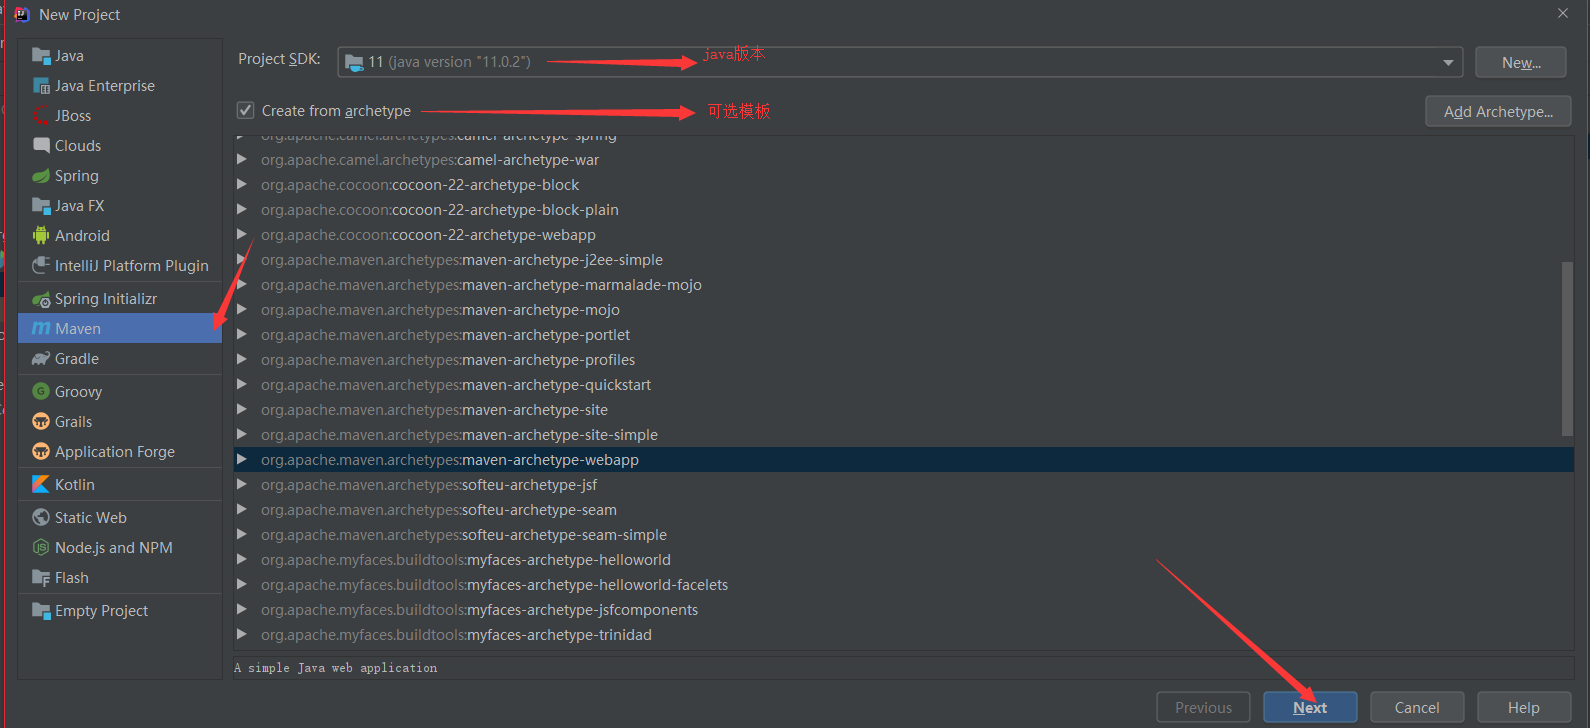 New Project
Java
Java Enterprise
JBoss
Clouds
Spring
Java FX
Android
IntelliJ Platform Plugin
Spring Initializr
Maven
Gradle
Groovy
Grails
Application Forge
Kotlin
Static Web
Node.js and NPM
Flash
Empty Project
Project SDK: 11 (java version "11.0.2") java版本 New...
Create from archetype 可选模板 Add Archetype...
org.apache.camel.archetypes:camel-archetype-spring
org.apache.camel.archetypes:camel-archetype-war
org.apache.cocoon:cocoon-22-archetype-block
org.apache.cocoon:cocoon-22-archetype-block-plain
org.apache.cocoon:cocoon-22-archetype-webapp
org.apache.maven.archetypes:maven-archetype-j2ee-simple
org.apache.maven.archetypes:maven-archetype-marmalade-mojo
org.apache.maven.archetypes:maven-archetype-mojo
org.apache.maven.archetypes:maven-archetype-portlet
org.apache.maven.archetypes:maven-archetype-profiles
org.apache.maven.archetypes:maven-archetype-quickstart
org.apache.maven.archetypes:maven-archetype-site
org.apache.maven.archetypes:maven-archetype-site-simple
org.apache.maven.archetypes:maven-archetype-webapp
org.apache.maven.archetypes:softeu-archetype-jsf
org.apache.maven.archetypes:softeu-archetype-seam
org.apache.maven.archetypes:softeu-archetype-seam-simple
org.apache.myfaces.buildtools:myfaces-archetype-helloworld
org.apache.myfaces.buildtools:myfaces-archetype-helloworld-facelets
org.apache.myfaces.buildtools:myfaces-archetype-jsfcomponents
org.apache.myfaces.buildtools:myfaces-archetype-trinidad
A simple Java web application
Previous Next Cancel Help